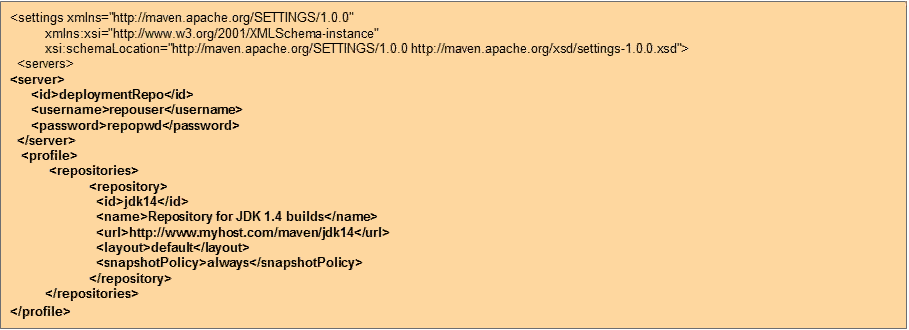 <settings xmlns="http://maven.apache.org/SETTINGS/1.0.0"
xmlns:xsi="http://www.w3.org/2001/XMLSchema-instance"
xsi:schemaLocation="http://maven.apache.org/SETTINGS/1.0.0 http://maven.apache.org/xsd/settings-1.0.0.xsd">
<servers>
<server>
<id>deploymentRepo</id>
<username>repouser</username>
<password>repopwd</password>
</server>
<profile>
<repositories>
<repository>
<id>jdk14</id>
<name>Repository for JDK 1.4 builds</name>
<url>http://www.myhost.com/maven/jdk14</url>
<layout>default</layout>
<snapshotPolicy>always</snapshotPolicy>
</repository>
</repositories>
</profile>